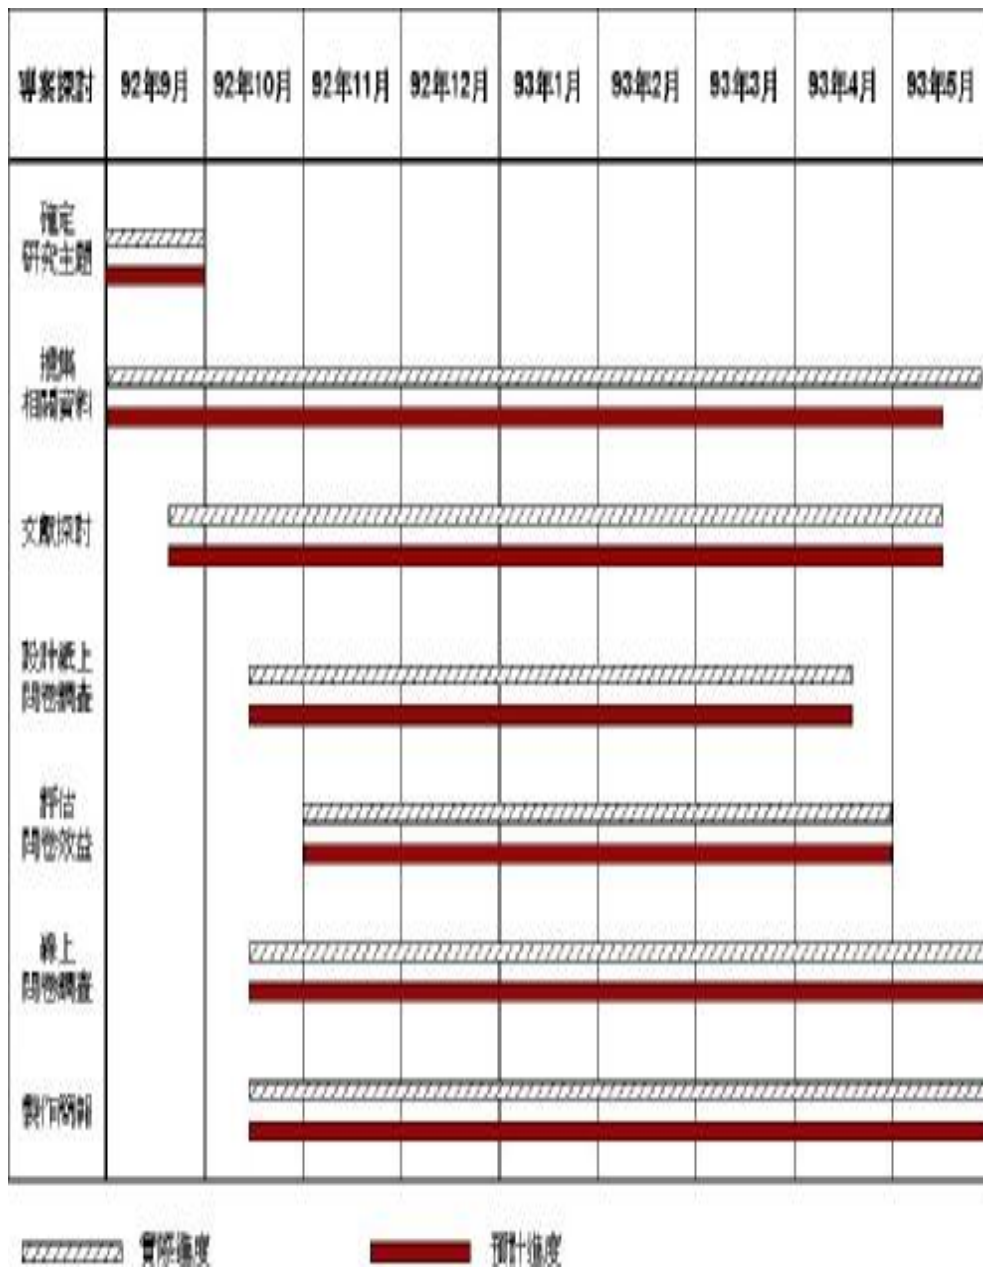 專案探討 92年9月 92年10月 92年11月 92年12月 93年1月 93年2月 93年3月 93年4月 93年5月
確定
研究主題
搜集
相關資料
文獻探討
設計紙上
問卷調查
評估
問卷效益
線上
問卷調查
製作簡報
實際進度 預計進度